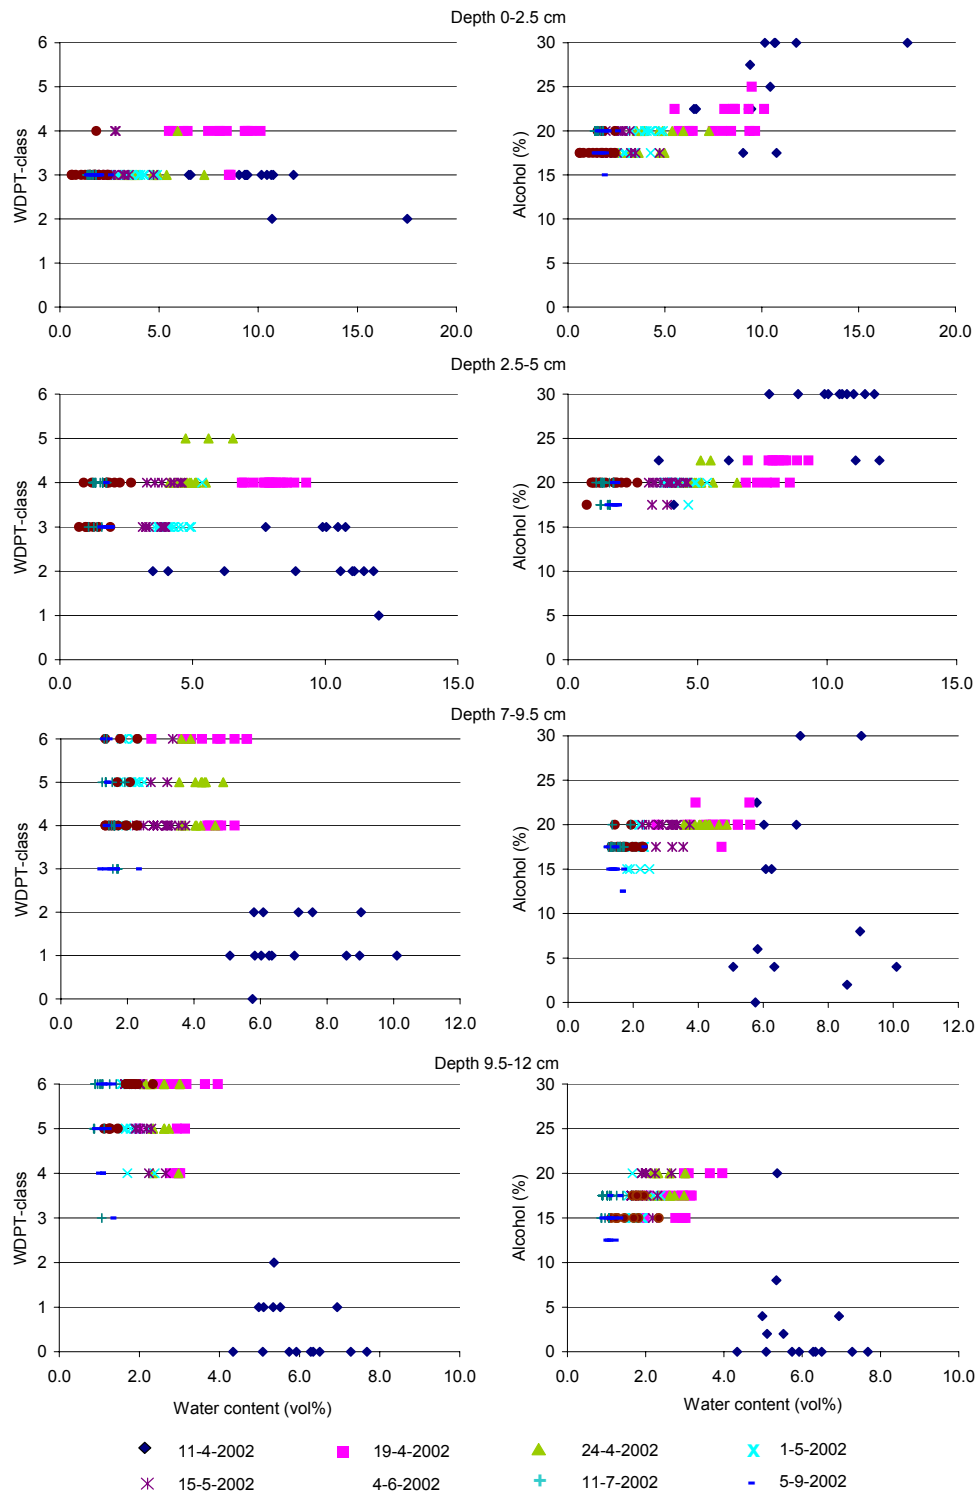 Depth 0-2.5 cm
WDPT-class
6
5
4
3
2
1
0
0.0 5.0 10.0 15.0 20.0
Alcohol (%)
30
25
20
15
10
5
0
0.0 5.0 10.0 15.0 20.0
Depth 2.5-5 cm
WDPT-class
6
5
4
3
2
1
0
0.0 5.0 10.0 15.0
Alcohol (%)
30
25
20
15
10
5
0
0.0 5.0 10.0 15.0
Depth 7-9.5 cm
WDPT-class
6
5
4
3
2
1
0
0.0 2.0 4.0 6.0 8.0 10.0 12.0
Alcohol (%)
30
25
20
15
10
5
0
0.0 2.0 4.0 6.0 8.0 10.0 12.0
Depth 9.5-12 cm
WDPT-class
6
5
4
3
2
1
0
0.0 2.0 4.0 6.0 8.0 10.0
Water content (vol%)
Alcohol (%)
30
25
20
15
10
5
0
0.0 2.0 4.0 6.0 8.0 10.0
Water content (vol%)
11-4-2002 19-4-2002 24-4-2002 1-5-2002
15-5-2002 4-6-2002 11-7-2002 5-9-2002